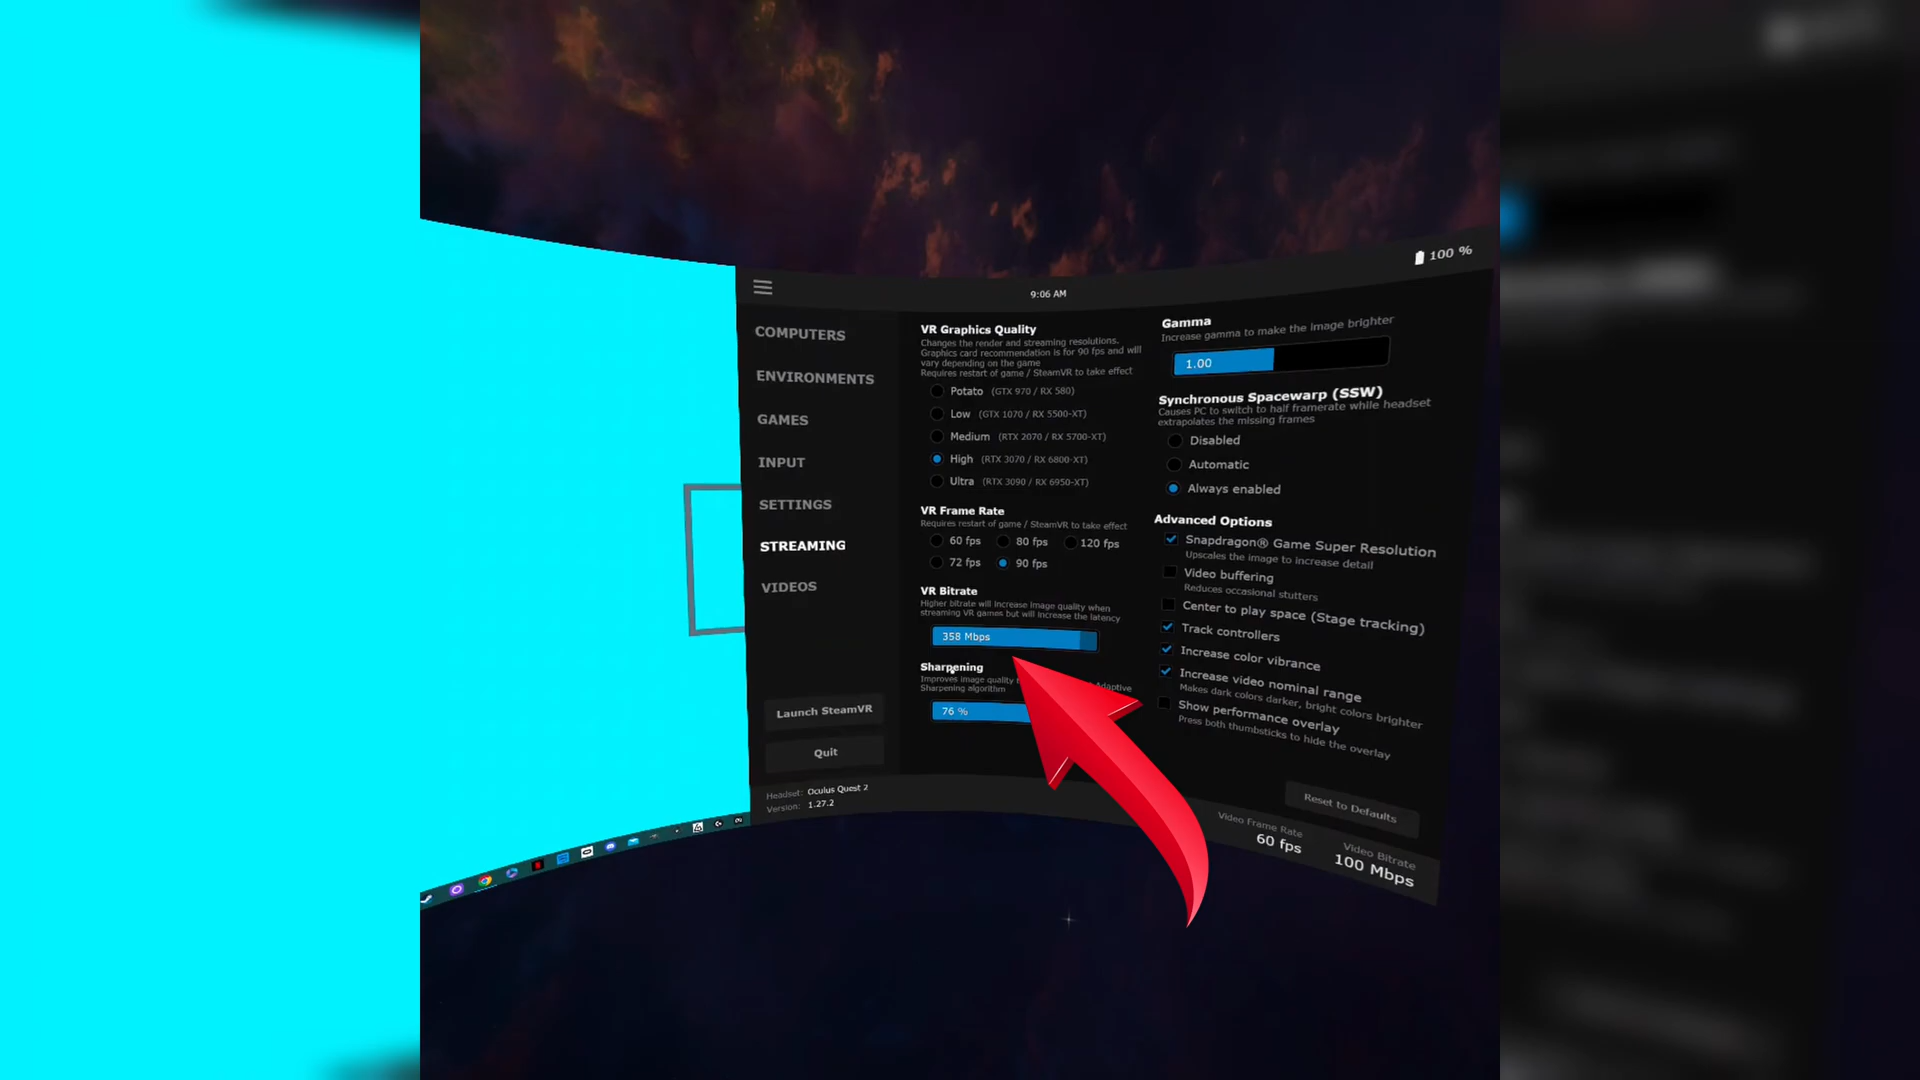 100 %
9:06 AM
COMPUTERS
ENVIRONMENTS
GAMES
INPUT
SETTINGS
STREAMING
VIDEOS
Launch SteamVR
Quit
Headset: Oculus Quest 2
Version: 1.27.2
VR Graphics Quality
Changes the render and streaming resolutions.
Graphics card recommendation is for 90 fps and will
vary depending on the game
Requires restart of game / SteamVR to take effect
Potato (GTX 970 / RX 580)
Low (GTX 1070 / RX 5500-XT)
Medium (RTX 2070 / RX 5700-XT)
High (RTX 3070 / RX 6800-XT)
Ultra (RTX 3090 / RX 6950-XT)
VR Frame Rate
Requires restart of game / SteamVR to take effect
60 fps 80 fps 120 fps
72 fps 90 fps
VR Bitrate
Higher bitrate will increase image quality when
streaming VR games but will increase the latency
358 Mbps
Sharpening
Improves image quality Adaptive
Sharpening algorithm
76 %
Gamma
Increase gamma to make the image brighter
1.00
Synchronous Spacewarp (SSW)
Causes PC to switch to half framerate while headset
extrapolates the missing frames
Disabled
Automatic
Always enabled
Advanced Options
Snapdragon® Game Super Resolution
Upscales the image to increase detail
Video buffering
Reduces occasional stutters
Center to play space (Stage tracking)
Track controllers
Increase color vibrance
Increase video nominal range
Makes dark colors darker, bright colors brighter
Show performance overlay
Press both thumbsticks to hide the overlay
Reset to Defaults
Video Frame Rate
60 fps
Video Bitrate
100 Mbps